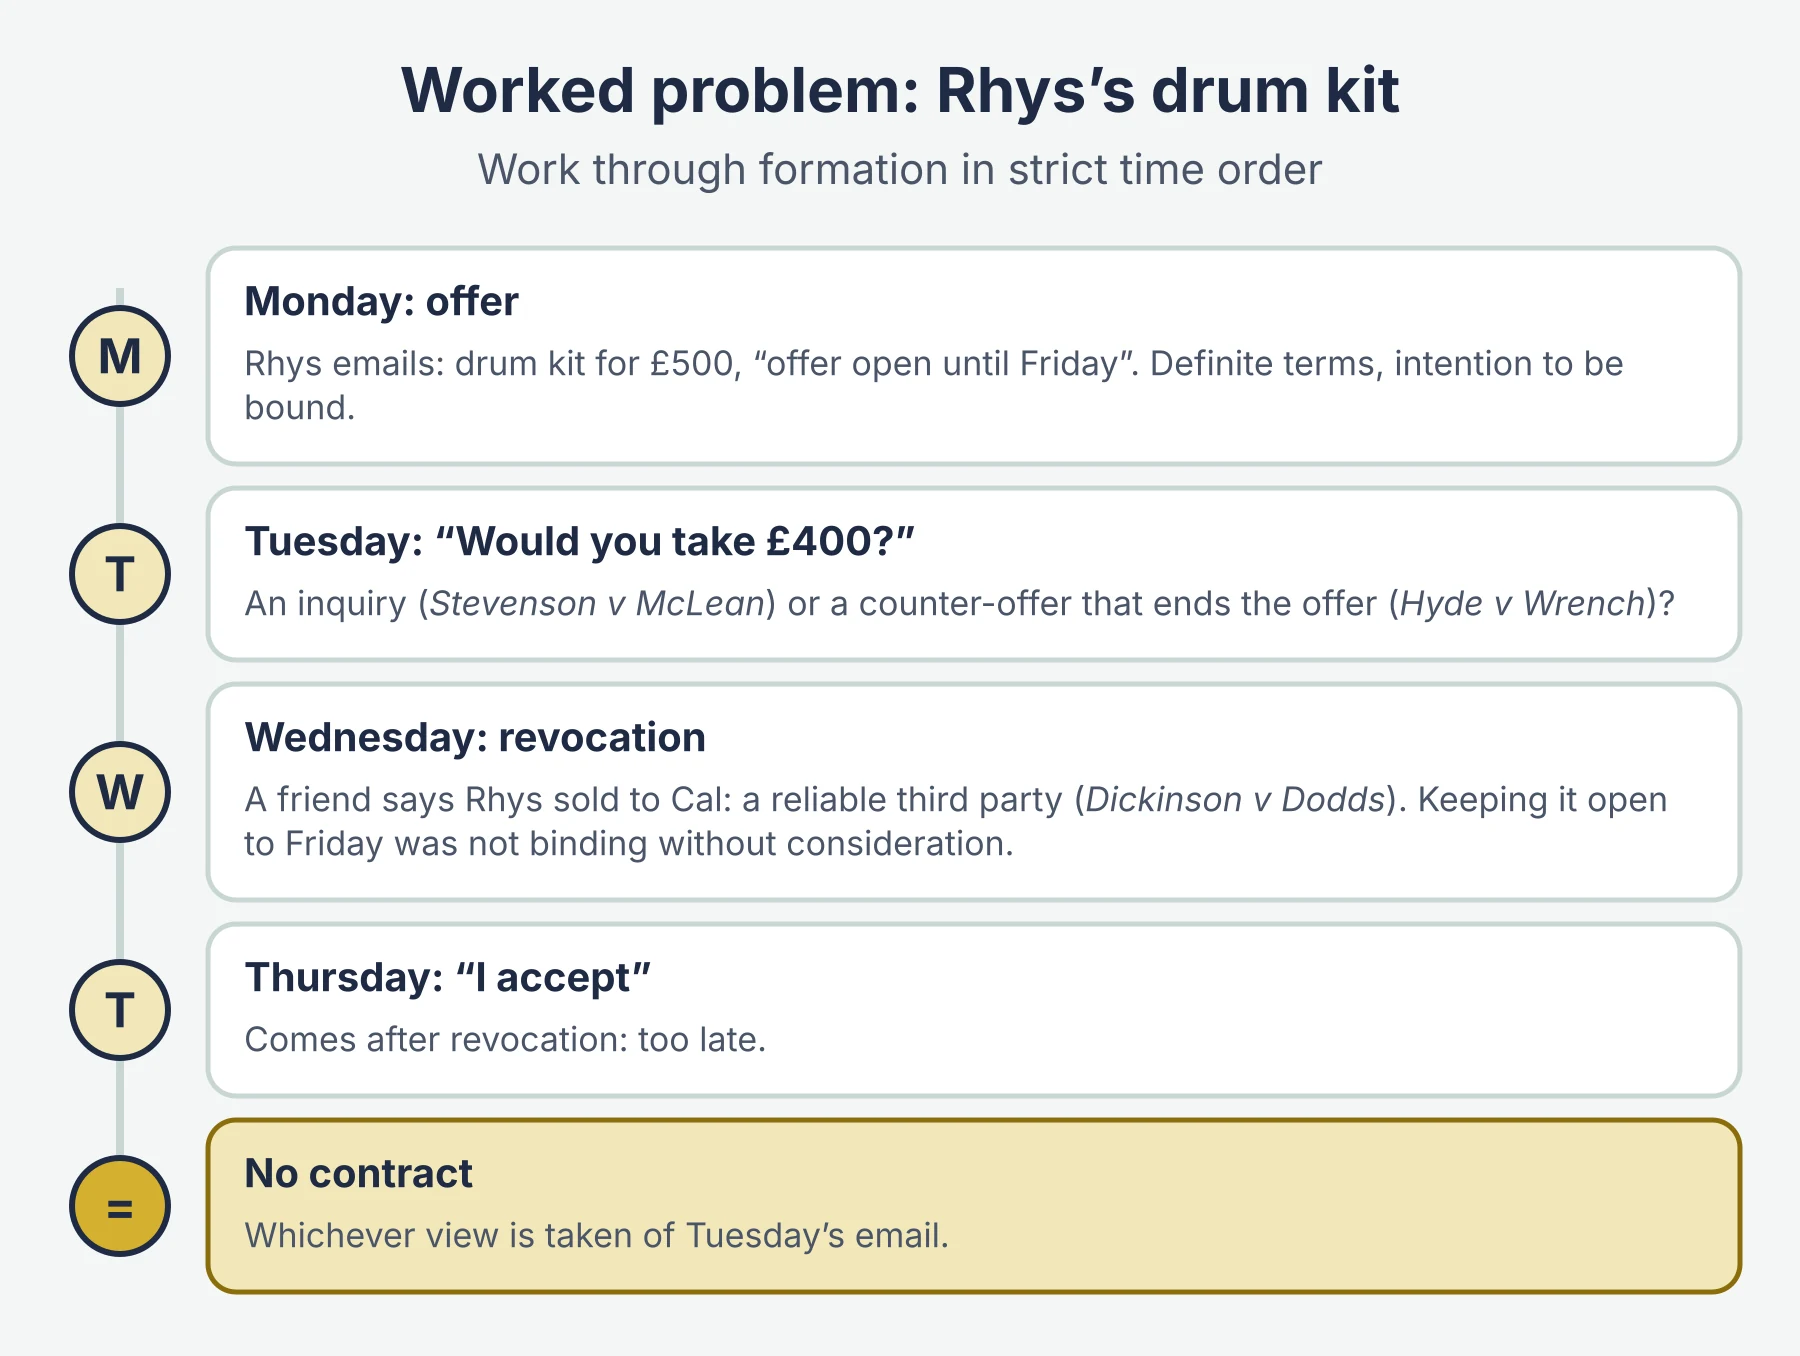 Worked problem: Rhys’s drum kit
Work through formation in strict time order
M
Monday: offer
Rhys emails: drum kit for £500, “offer open until Friday”. Definite terms, intention to be
bound.
T
Tuesday: “Would you take £400?”
An inquiry (Stevenson v McLean) or a counter-offer that ends the offer (Hyde v Wrench)?
W
Wednesday: revocation
A friend says Rhys sold to Cal: a reliable third party (Dickinson v Dodds). Keeping it open
to Friday was not binding without consideration.
T
Thursday: “I accept”
Comes after revocation: too late.
=
No contract
Whichever view is taken of Tuesday’s email.